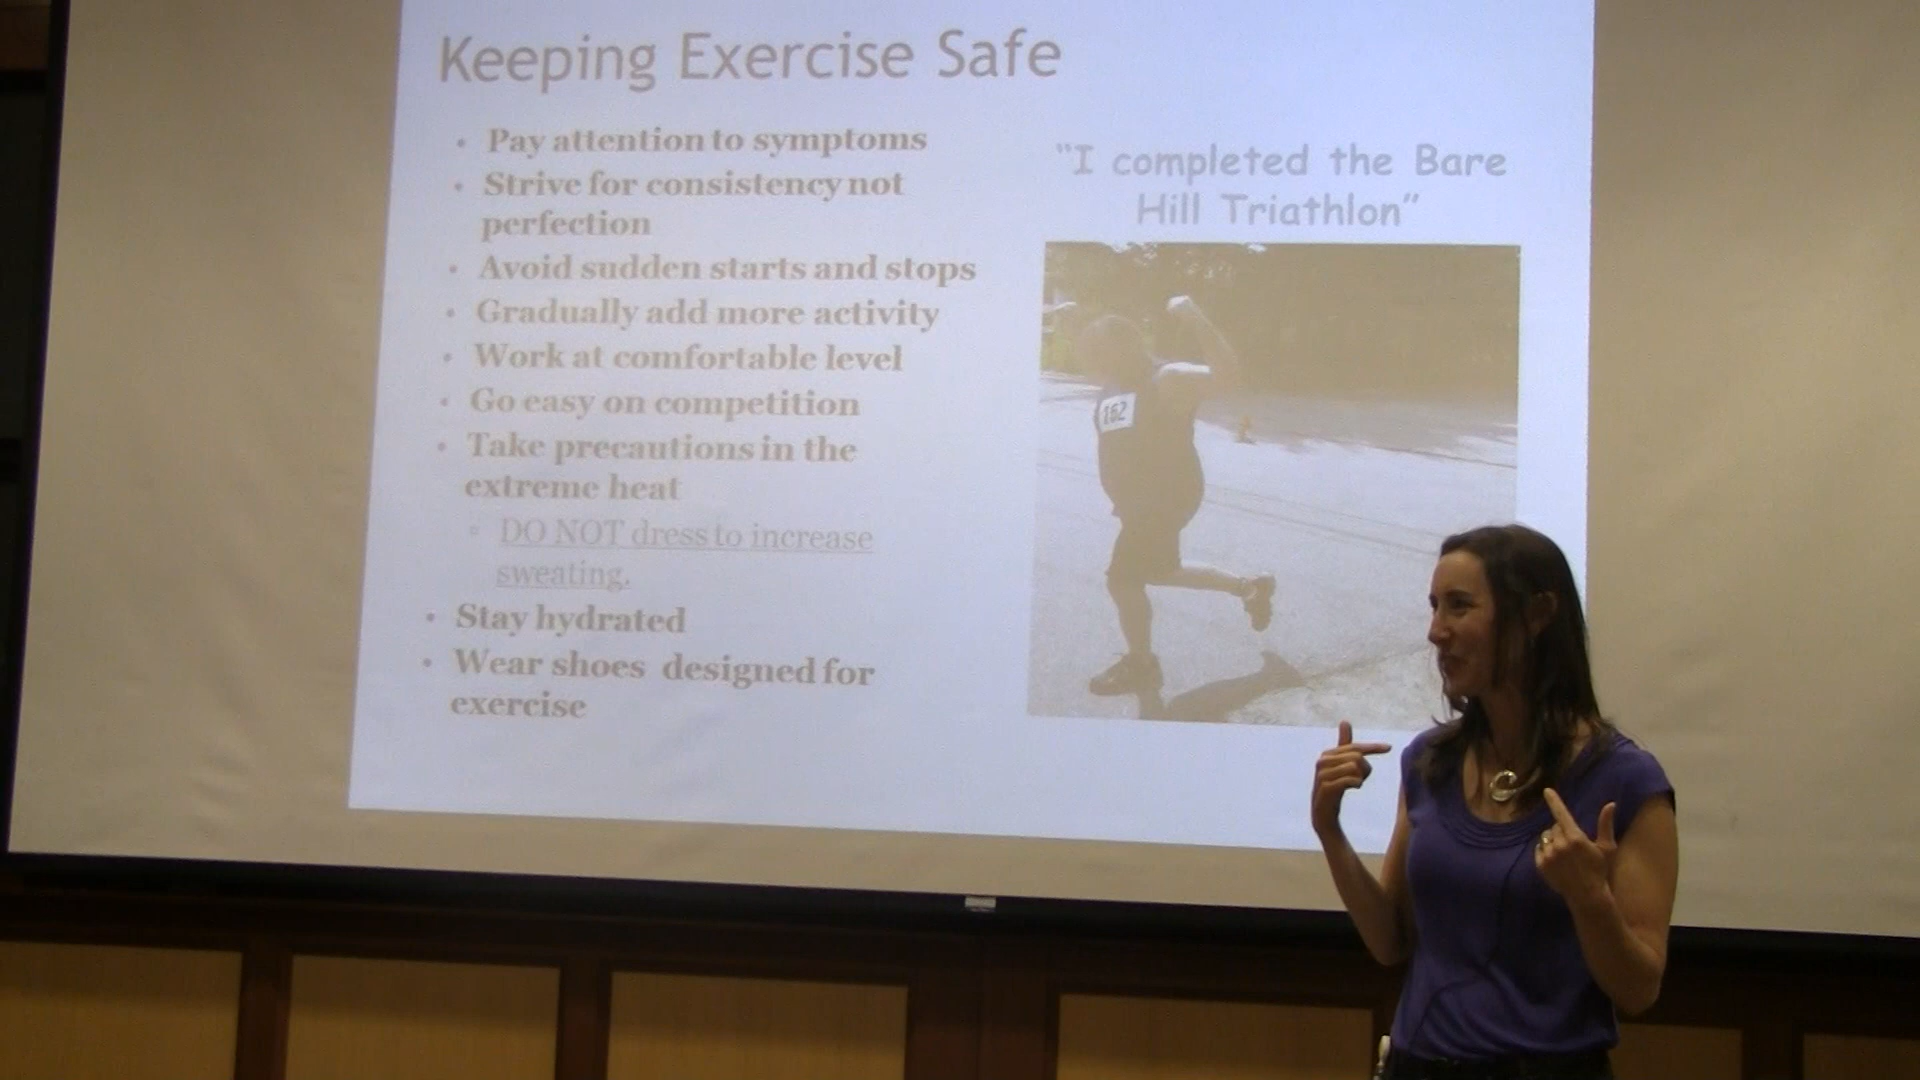 Keeping Exercise Safe
• Pay attention to symptoms
• Strive for consistency not
perfection
• Avoid sudden starts and stops
• Gradually add more activity
• Work at comfortable level
• Go easy on competition
• Take precautions in the
extreme heat
▫ DO NOT dress to increase
sweating.
• Stay hydrated
• Wear shoes designed for
exercise
"I completed the Bare
Hill Triathlon"
162